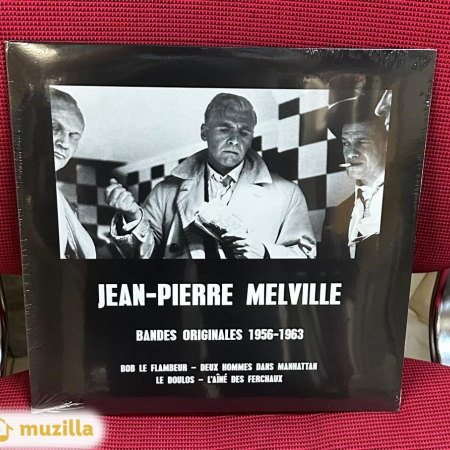 JEAN-PIERRE MELVILLE
BANDES ORIGINALES 1956-1963
BOB LE FLAMBEUR - DEUX HOMMES DANS MANHATTAN
LE DOULOS - L'AÎNÉ DES FERCHAUX
muzilla